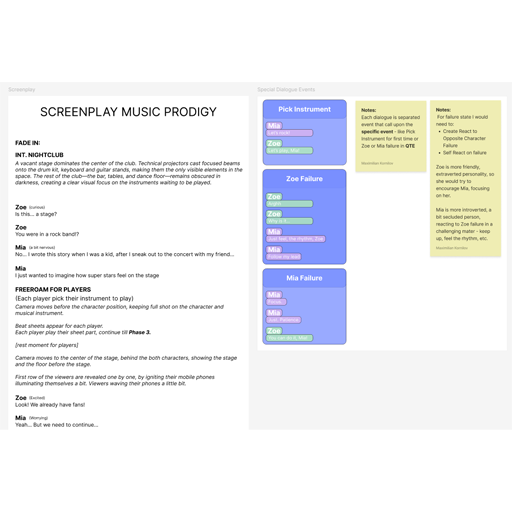 Screenplay
SCREENPLAY MUSIC PRODIGY
FADE IN:
INT. NIGHTCLUB
A vacant stage dominates the center of the club. Technical projectors cast focused beams
onto the drum kit, keyboard and guitar stands, making them the only visible elements in the
space. The rest of the club—the bar, tables, and dance floor—remains obscured in
darkness, creating a clear visual focus on the instruments waiting to be played.
Zoe (curious)
Is this... a stage?
Zoe
You were in a rock band!?
Mia (a bit nervous)
No... I wrote this story when I was a kid, after I sneak out to the concert with my friend...
Mia
I just wanted to imagine how super stars feel on the stage
FREEROAM FOR PLAYERS
(Each player pick their instrument to play)
Camera moves before the character position, keeping full shot on the character and
musical instrument.
Beat sheets appear for each player.
Each player play their sheet part, continue till Phase 3.
[rest moment for players]
Camera moves to the center of the stage, behind the both characters, showing the stage
and the floor before the stage.
First row of the viewers are revealed one by one, by igniting their mobile phones
illuminating themselves a bit. Viewers waving their phones a little bit.
Zoe (Excited)
Look! We already have fans!
Mia (Worrying)
Yeah... But we need to continue...
Special Dialogue Events
Pick Instrument
Mia
Let's rock!
Zoe
Zoe Failure
Zoe
Zoe
Mia
Just feel the rhythm, Zoe
Mia
Follow my lead
Mia Failure
Mia
Mia
Zoe
Notes:
Each dialogue is separated
event that call upon the
specific event - like Pick
Instrument for first time or
Zoe or Mia failure in QTE
Notes:
For failure state I would
need to:
• Create React to
Opposite Character
Failure
• Self React on failure
Zoe is more friendly,
extraverted personality, so
she would try to
encourage Mia, focusing
on her.
Mia is more introverted, a
bit secluded person,
reacting to Zoe failure in a
challenging mater - keep
up, feel the rhythm, etc.